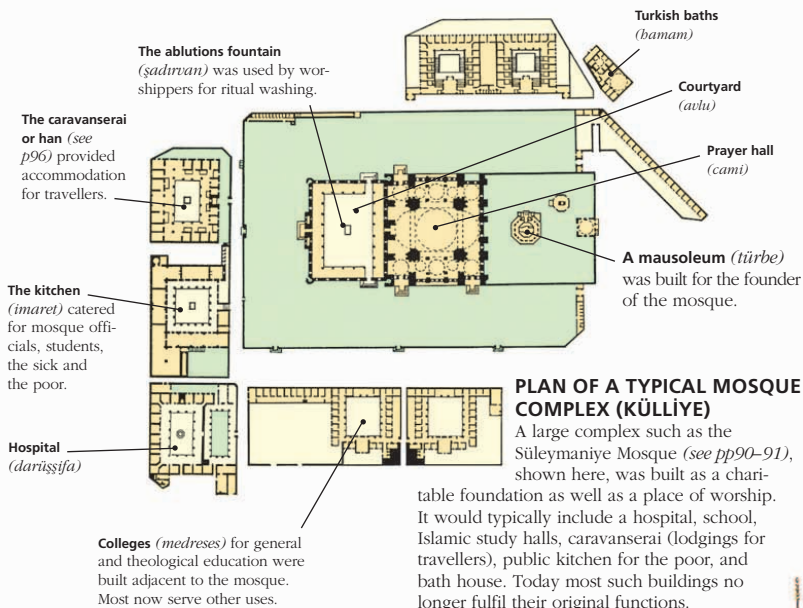 The ablutions fountain
(şadırvan) was used by wor-
shippers for ritual washing.
Turkish baths
(hamam)
Courtyard
(avlu)
Prayer hall
(cami)
The caravanserai
or han (see
p96) provided
accommodation
for travellers.
A mausoleum (türbe)
was built for the founder
of the mosque.
The kitchen
(imaret) catered
for mosque offi-
cials, students,
the sick and
the poor.
Hospital
(darüşşifa)
Colleges (medreses) for general
and theological education were
built adjacent to the mosque.
Most now serve other uses.
PLAN OF A TYPICAL MOSQUE
COMPLEX (KÜLLİYE)
A large complex such as the
Süleymaniye Mosque (see pp90–91),
shown here, was built as a chari-
table foundation as well as a place of worship.
It would typically include a hospital, school,
Islamic study halls, caravanserai (lodgings for
travellers), public kitchen for the poor, and
bath house. Today most such buildings no
longer fulfil their original functions.